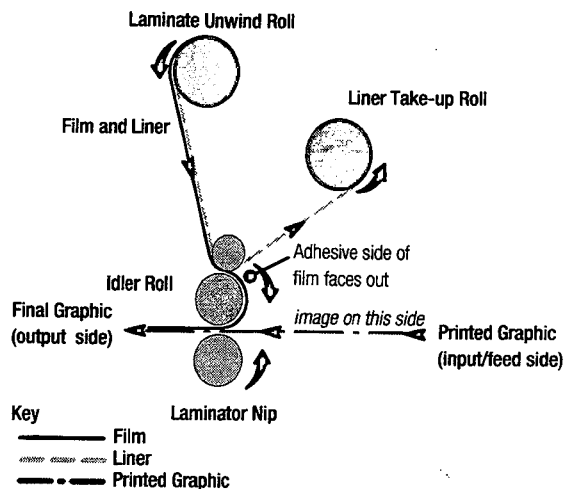 Laminate Unwind Roll
Liner Take-up Roll
Film and Liner
Adhesive side of
film faces out
Idler Roll
Final Graphic
(output side)
image on this side
Printed Graphic
(input/feed side)
Laminator Nip
Key
Film
Liner
Printed Graphic